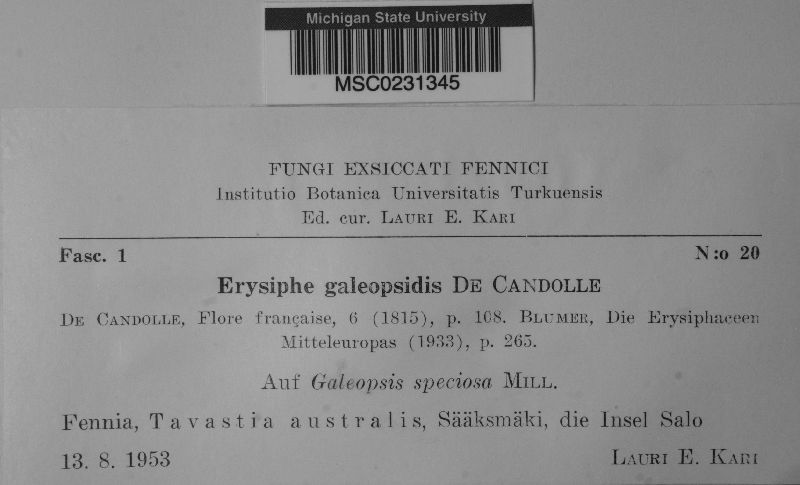 Michigan State University
MSC0231345
FUNGI EXSICCATI FENNICI
Institutio Botanica Universitatis Turkuensis
Ed. cur. LAURI E. KARI
Fasc. 1 N:o 20
Erysiphe galeopsidis DE CANDOLLE
DE CANDOLLE, Flore française, 6 (1815), p. 108. BLUMER, Die Erysiphaceen
Mitteleuropas (1933), p. 265.
Auf Galeopsis speciosa MILL.
Fennia, Tavastia australis, Sääksmäki, die Insel Salo
13. 8. 1953 LAURI E. KARI